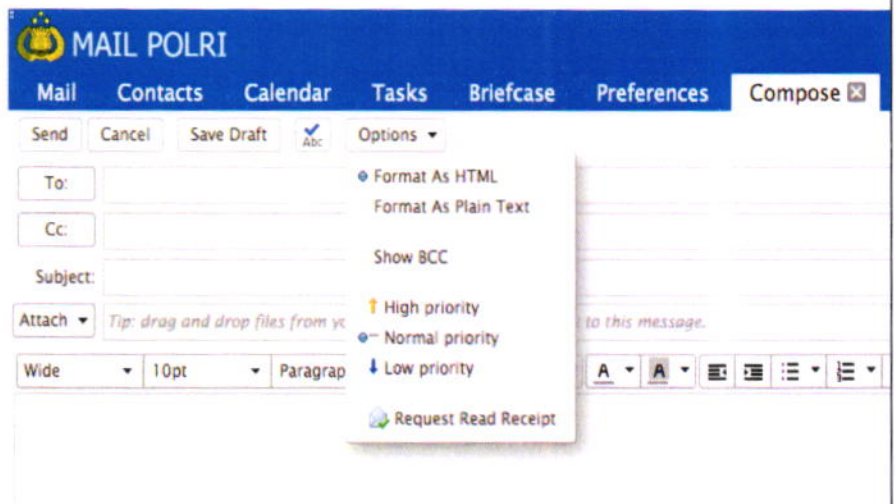 MAIL POLRI
Mail Contacts Calendar Tasks Briefcase Preferences Compose
Send Cancel Save Draft Abc Options
Format As HTML
Format As Plain Text
Show BCC
High priority
Normal priority
Low priority
Request Read Receipt
To:
Cc:
Subject:
Attach Tip: drag and drop files from to this message.
Wide 10pt Paragrap A A